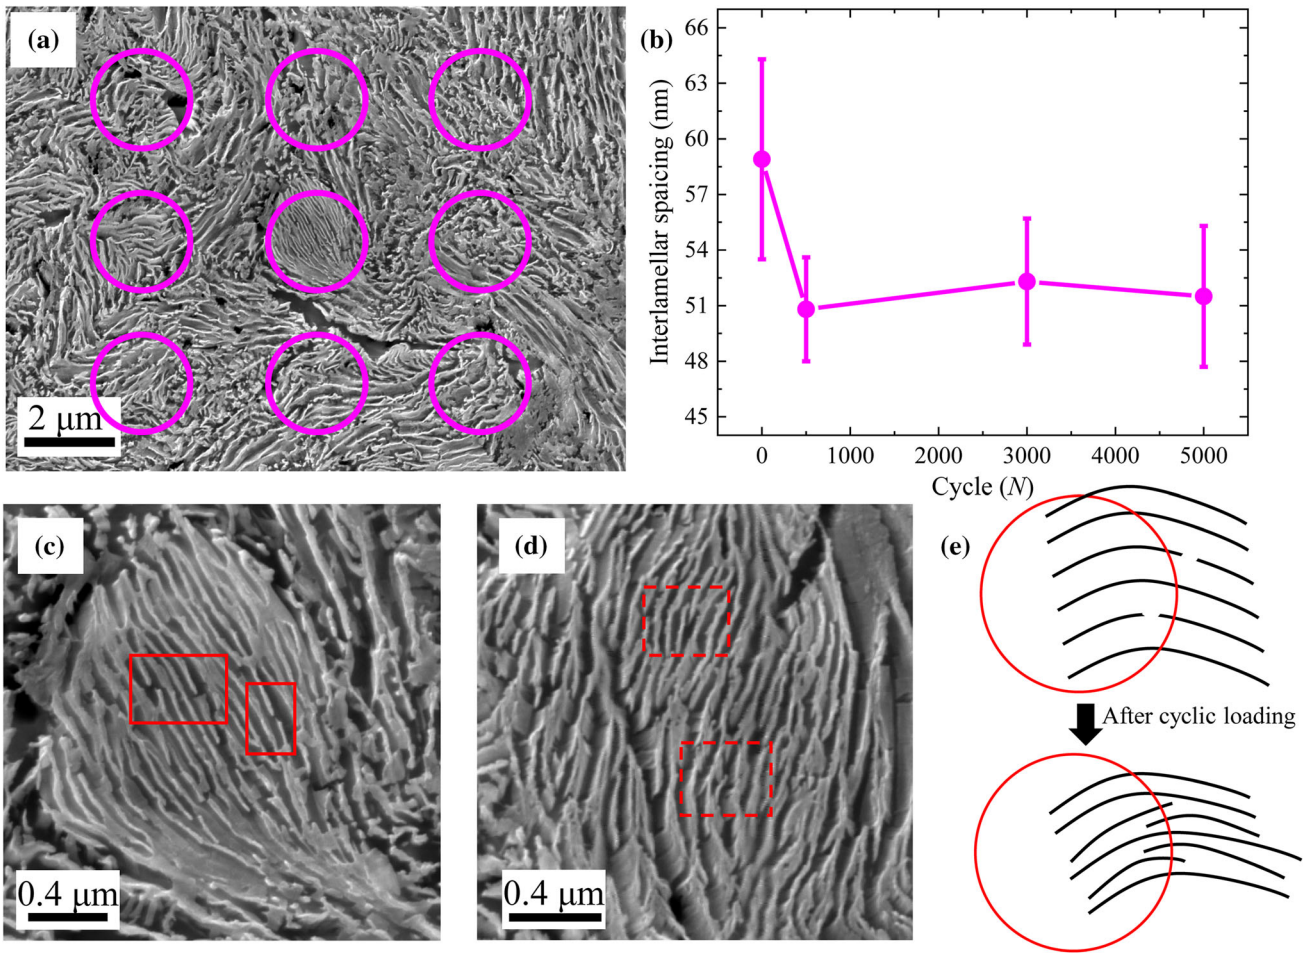 (a)
2 μm
(b)
Interlamellar spaicing (nm)
66
63
60
57
54
51
48
45
0 1000 2000 3000 4000 5000
Cycle (N)
(c)
0.4 μm
(d)
0.4 μm
(e)
After cyclic loading